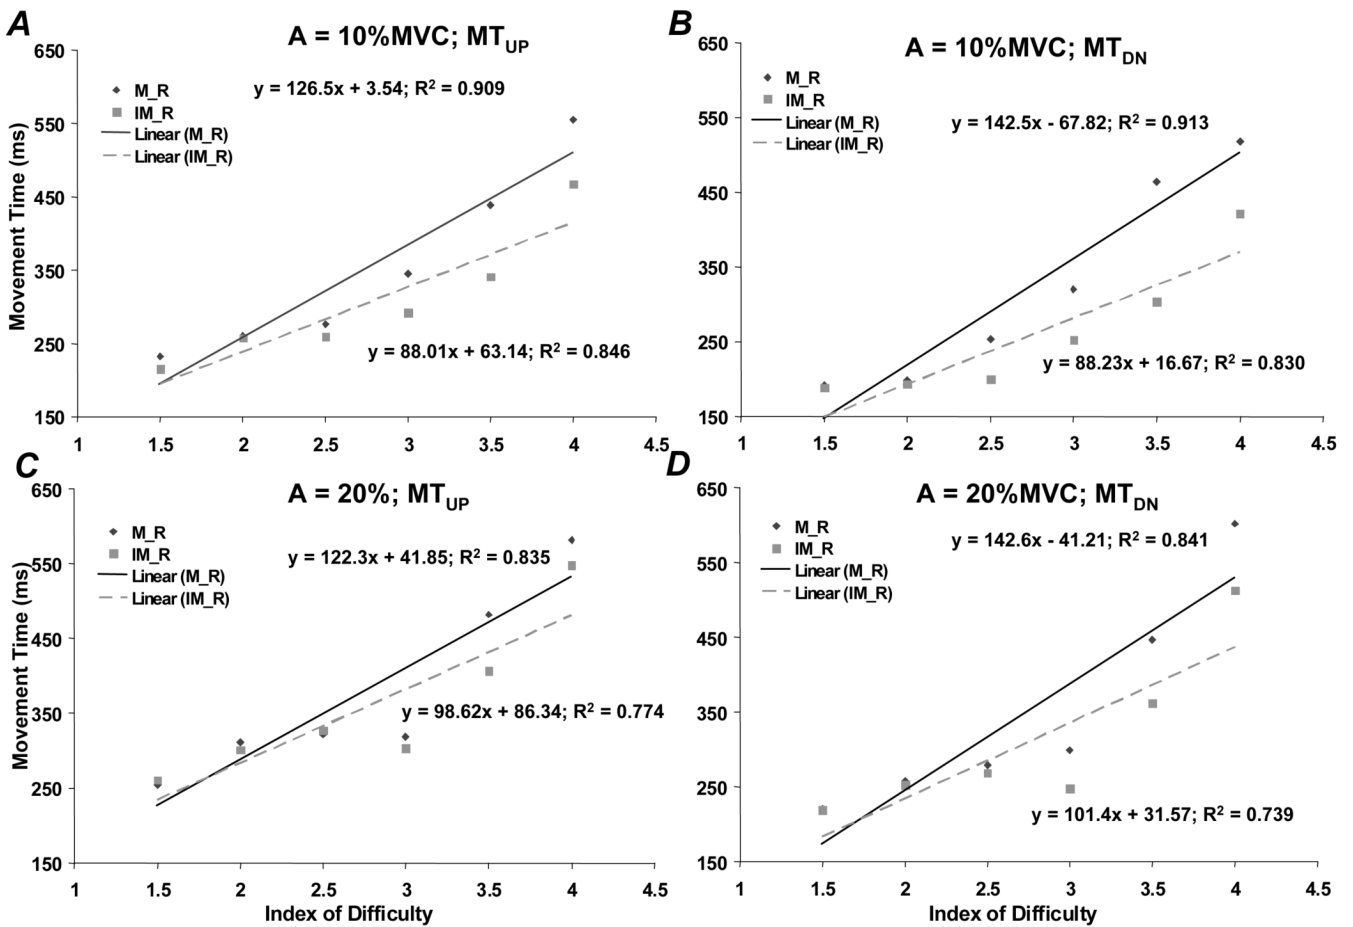 A
A = 10%MVC; MT_UP
650
550
450
350
250
150
Movement Time (ms)
M_R
IM_R
Linear (M_R)
Linear (IM_R)
y = 126.5x + 3.54; R² = 0.909
y = 88.01x + 63.14; R² = 0.846
1 1.5 2 2.5 3 3.5 4 4.5
B
A = 10%MVC; MT_DN
650
550
450
350
250
150
M_R
IM_R
Linear (M_R)
Linear (IM_R)
y = 142.5x - 67.82; R² = 0.913
y = 88.23x + 16.67; R² = 0.830
1 1.5 2 2.5 3 3.5 4 4.5
C
A = 20%; MT_UP
650
550
450
350
250
150
Movement Time (ms)
M_R
IM_R
Linear (M_R)
Linear (IM_R)
y = 122.3x + 41.85; R² = 0.835
y = 98.62x + 86.34; R² = 0.774
1 1.5 2 2.5 3 3.5 4 4.5
Index of Difficulty
D
A = 20%MVC; MT_DN
650
550
450
350
250
150
M_R
IM_R
Linear (M_R)
Linear (IM_R)
y = 142.6x - 41.21; R² = 0.841
y = 101.4x + 31.57; R² = 0.739
1 1.5 2 2.5 3 3.5 4 4.5
Index of Difficulty